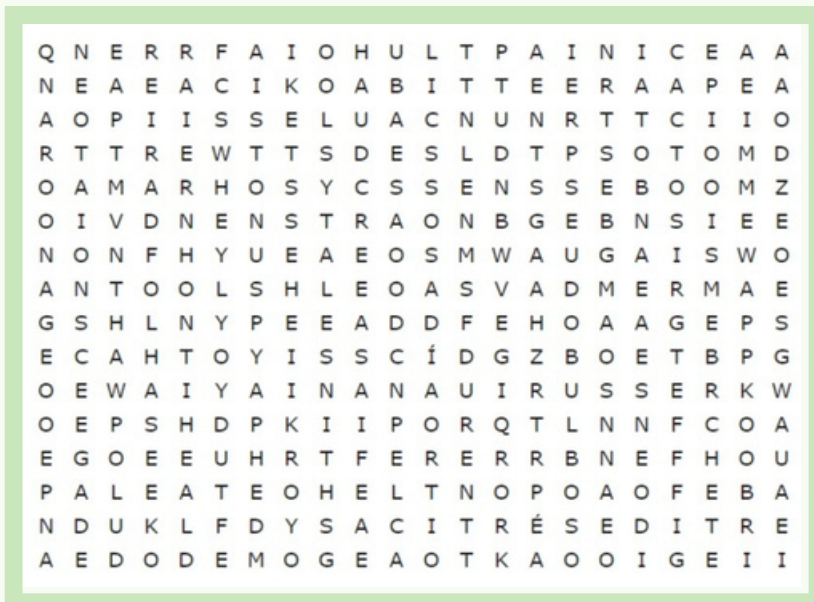 Q N E R R F A I O H U L T P A I N I C E A A
N E A E A C I K O A B I T T E E R A A P E A
A O P I I S S E L U A C N U N R T T C I I O
R T T R E W T T S D E S L D T P S O T O M D
O A M A R H O S Y C S S E N S S E B O O M Z
O I V D N E N S T R A O N B G E B N S I E E
N O N F H Y U E A E O S M W A U G A I S W O
A N T O O L S H L E O A S V A D M E R M A E
G S H L N Y P E E A D D F E H O A A G E P S
E C A H T O Y I S S C Í D G Z B O E T B P G
O E W A I Y A I N A N A U I R U S S E R K W
O E P S H D P K I I P O R Q T L N N F C O A
E G O E E U H R T F E R E R R B N E F H O U
P A L E A T E O H E L T N O P O A O F E B A
N D U K L F D Y S A C I T R É S E D I T R E
A E D O D E M O G E A O T K A O O I G E I I